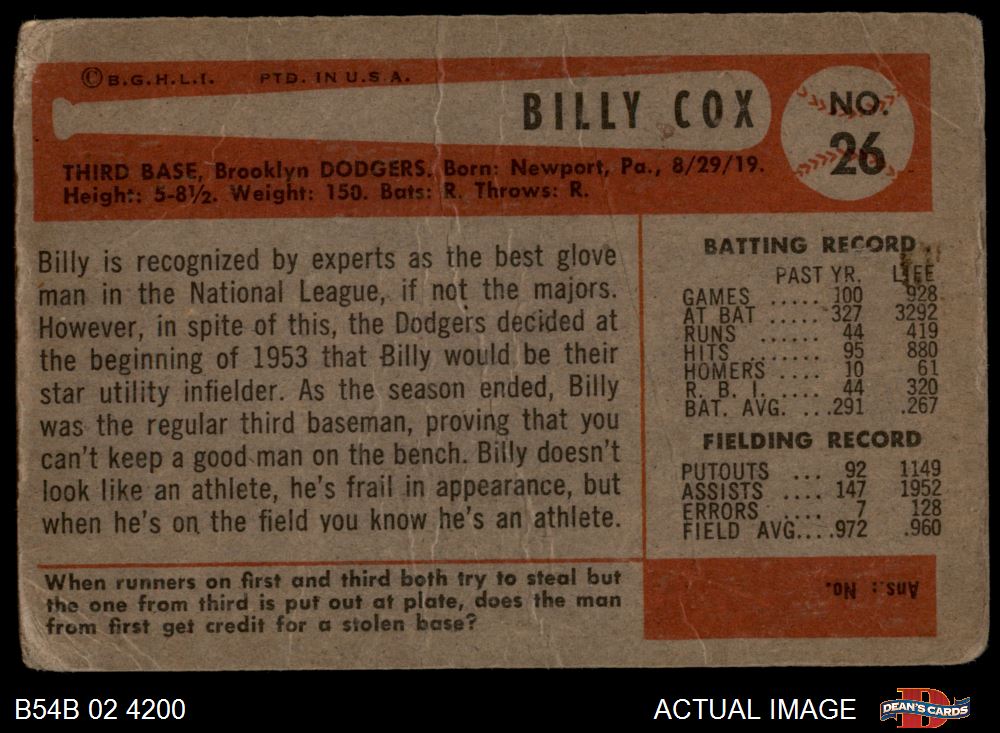 ©B.G.H.L.I. PTD. IN U.S.A.
BILLY COX
NO.
26
THIRD BASE, Brooklyn DODGERS. Born: Newport, Pa., 8/29/19.
Height: 5-8½. Weight: 150. Bats: R. Throws: R.
Billy is recognized by experts as the best glove
man in the National League, if not the majors.
However, in spite of this, the Dodgers decided at
the beginning of 1953 that Billy would be their
star utility infielder. As the season ended, Billy
was the regular third baseman, proving that you
can't keep a good man on the bench. Billy doesn't
look like an athlete, he's frail in appearance, but
when he's on the field you know he's an athlete.
BATTING RECORD
PAST YR. LIFE
GAMES ..... 100 928
AT BAT ..... 327 3292
RUNS ...... 44 419
HITS ....... 95 880
HOMERS .... 10 61
R. B. I. .... 44 320
BAT. AVG. ... .291 .267
FIELDING RECORD
PUTOUTS ... 92 1149
ASSISTS .... 147 1952
ERRORS .... 7 128
FIELD AVG. ... .972 .960
When runners on first and third both try to steal but
the one from third is put out at plate, does the man
from first get credit for a stolen base?
Ans.: No.
B54B 02 4200
ACTUAL IMAGE
DEAN'S CARDS